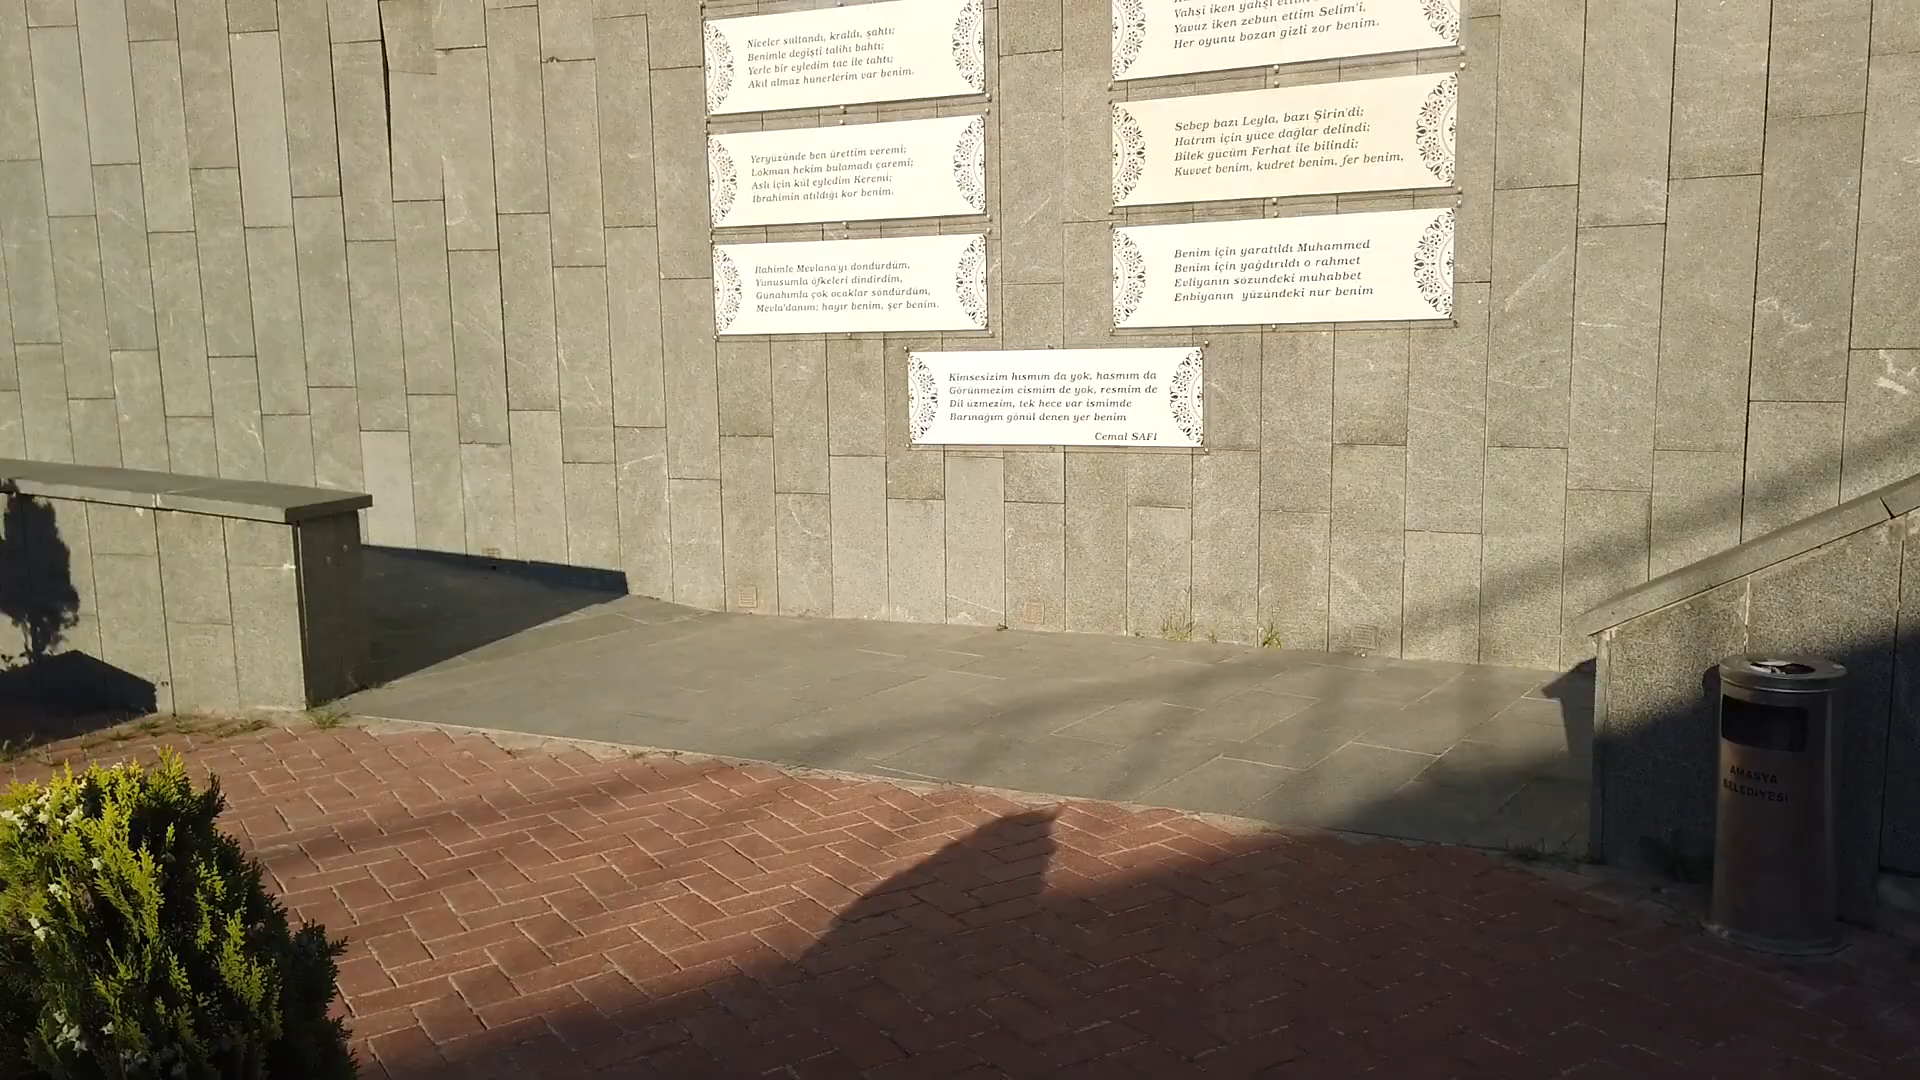 Niceler sultandı, kraldı, şahtı;
Benimle değişti talihi bahtı;
Yerle bir eyledim tac ile tahtı;
Akıl almaz hünerlerim var benim.
Yeryüzünde ben ürettim veremi;
Lokman hekim bulamadı çaremi;
Aslı için kül eyledim Keremi;
İbrahimin atıldığı kor benim.
İlahimle Mevlana'yı döndürdüm,
Yunusumla öfkeleri dindirdim,
Günahımla çok ocaklar söndürdüm,
Mevla'danım; hayır benim, şer benim.
Vahşi iken yahşi
Yavuz iken zebun ettim Selim'i,
Her oyunu bozan gizli zor benim.
Sebep bazı Leyla, bazı Şirin'di;
Hatrım için yüce dağlar delindi;
Bilek gücüm Ferhat ile bilindi;
Kuvvet benim, kudret benim, fer benim,
Benim için yaratıldı Muhammed
Benim için yağdırıldı o rahmet
Evliyanın sözündeki muhabbet
Enbiyanın yüzündeki nur benim
Kimsesizim hısmım da yok, hasmım da
Görünmezim cismim de yok, resmim de
Dil üzmezim, tek hece var ismimde
Barınağım gönül denen yer benim
Cemal SAFİ
AMASYA
BELEDİYESİ